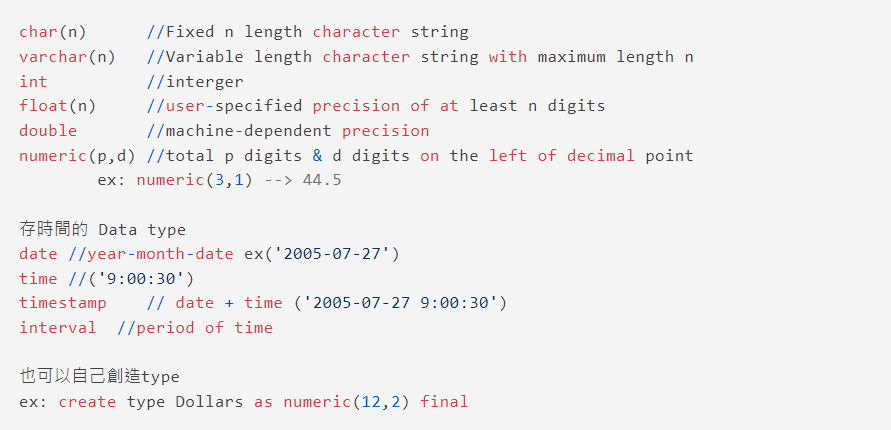 char(n)      //Fixed n length character string
varchar(n)   //Variable length character string with maximum length n
int          //interger
float(n)     //user-specified precision of at least n digits
double       //machine-dependent precision
numeric(p,d) //total p digits & d digits on the left of decimal point
        ex: numeric(3,1) --> 44.5
存時間的 Data type
date //year-month-date ex('2005-07-27')
time //('9:00:30')
timestamp    // date + time ('2005-07-27 9:00:30')
interval  //period of time
也可以自己創造type
ex: create type Dollars as numeric(12,2) final